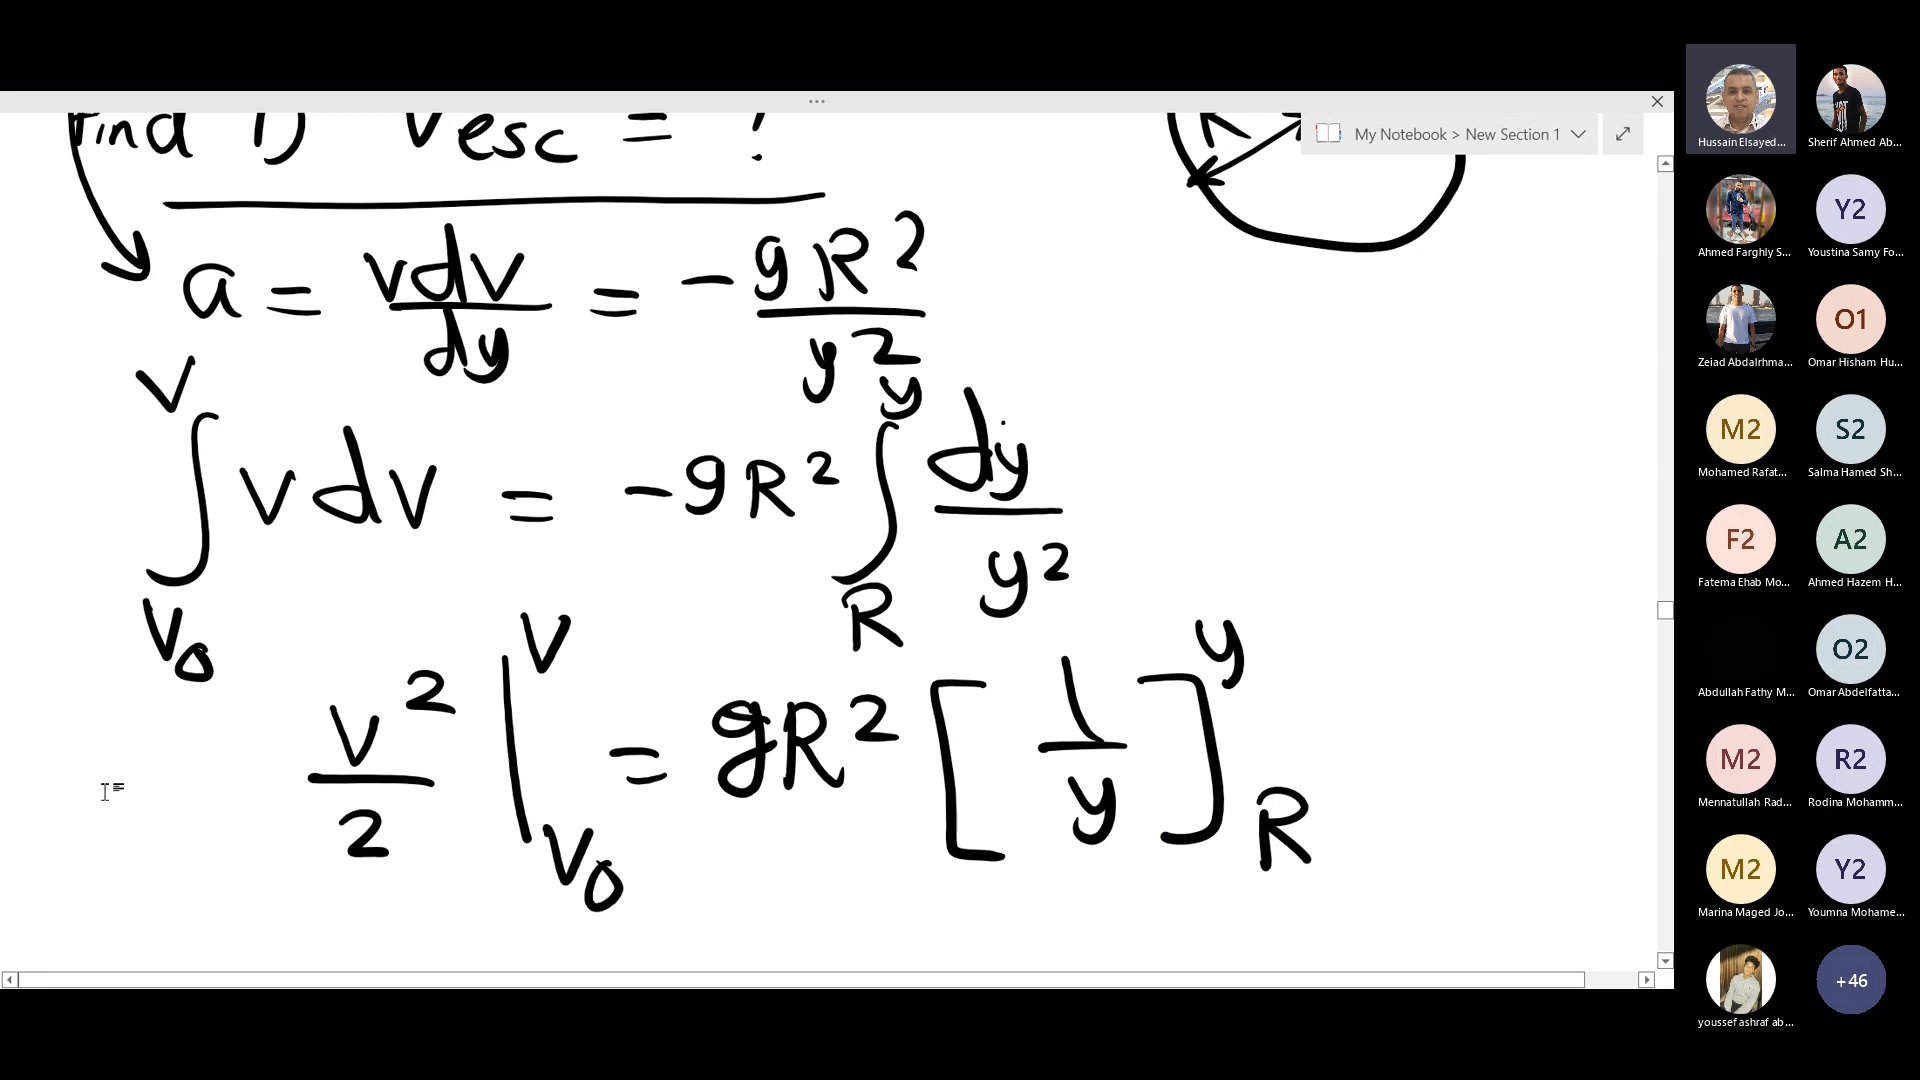 find 1) Vesc = ?
R
My Notebook > New Section 1
a = vdv/dy = - gR²/y²
∫_{V₀}^{V} V dV = -gR² ∫_{R}^{y} dy/y²
V²/2 |_{V₀}^{V} = gR² [1/y]_{R}^{y}
Hussain Elsayed...
Sherif Ahmed Ab...
Ahmed Farghly S...
Y2
Youstina Samy Fo...
Zeiad Abdalrhma...
O1
Omar Hisham Hu...
M2
Mohamed Rafat...
S2
Salma Hamed Sh...
F2
Fatema Ehab Mo...
A2
Ahmed Hazem H...
Abdullah Fathy M...
O2
Omar Abdelfatta...
M2
Mennatullah Rad...
R2
Rodina Mohamm...
M2
Marina Maged Jo...
Y2
Youmna Mohame...
youssef ashraf ab...
+46